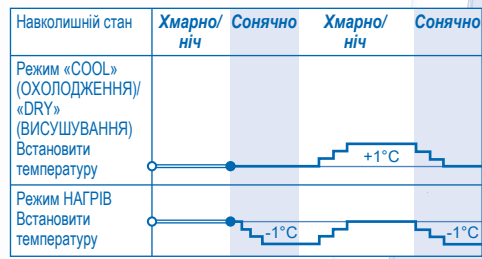 Навколишній стан
Хмарно/
ніч
Сонячно
Хмарно/
ніч
Сонячно
Режим «COOL»
(ОХОЛОДЖЕННЯ)/
«DRY»
(ВИСУШУВАННЯ)
Встановити
температуру
+1°C
Режим НАГРІВ
Встановити
температуру
-1°C
-1°C